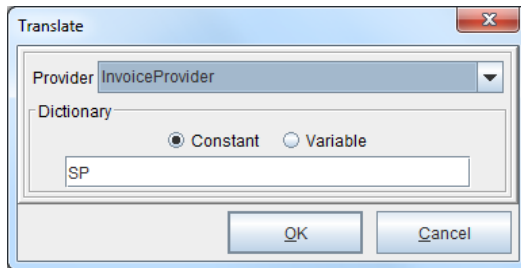 Translate
Provider InvoiceProvider
Dictionary
Constant Variable
SP
OK Cancel